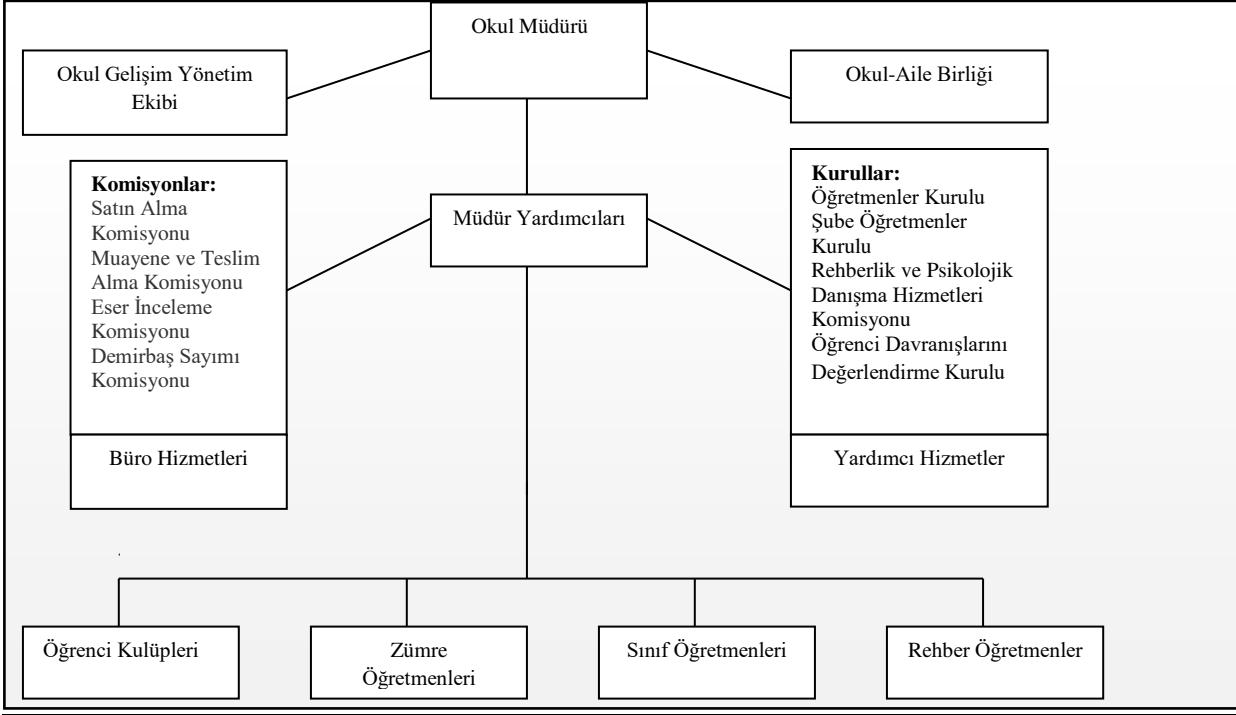 Okul Müdürü
Okul Gelişim Yönetim
Ekibi
Okul-Aile Birliği
Komisyonlar:
Satın Alma
Komisyonu
Muayene ve Teslim
Alma Komisyonu
Eser İnceleme
Komisyonu
Demirbaş Sayımı
Komisyonu
Müdür Yardımcıları
Kurullar:
Öğretmenler Kurulu
Şube Öğretmenler
Kurulu
Rehberlik ve Psikolojik
Danışma Hizmetleri
Komisyonu
Öğrenci Davranışlarını
Değerlendirme Kurulu
Büro Hizmetleri
Yardımcı Hizmetler
Öğrenci Kulüpleri
Zümre
Öğretmenleri
Sınıf Öğretmenleri
Rehber Öğretmenler